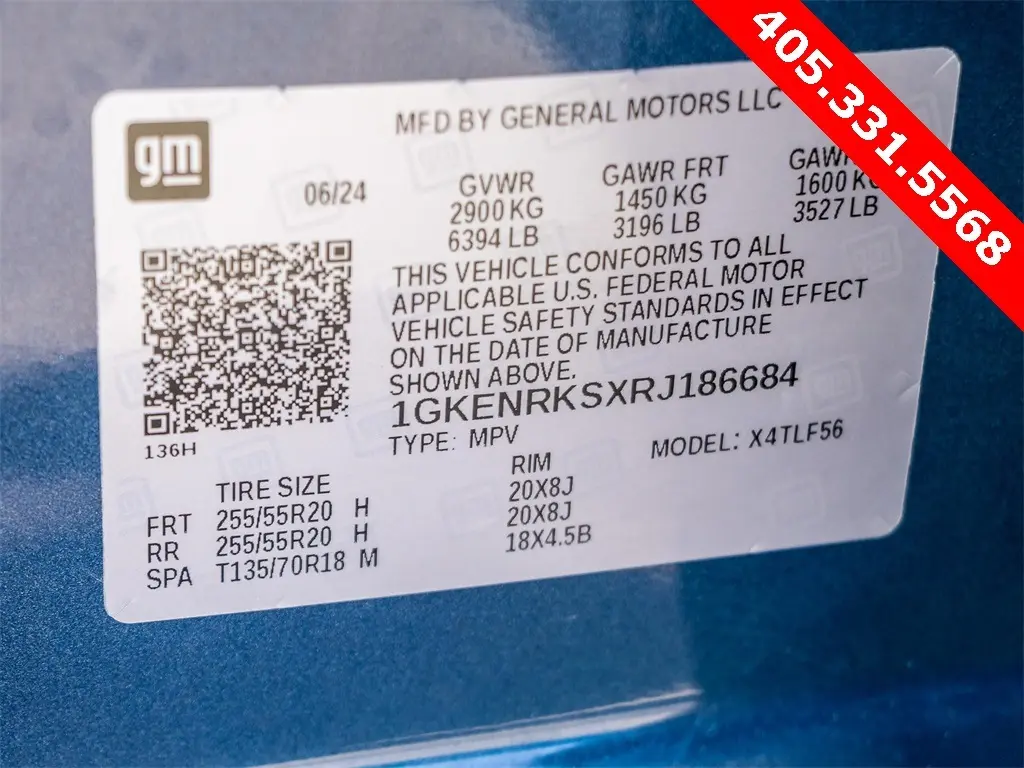 405.331.5568
MFD BY GENERAL MOTORS LLC
gm
06/24
GVWR GAWR FRT
2900 KG 1450 KG 1600
6394 LB 3196 LB 3527 LB
THIS VEHICLE CONFORMS TO ALL
APPLICABLE U.S. FEDERAL MOTOR
VEHICLE SAFETY STANDARDS IN EFFECT
ON THE DATE OF MANUFACTURE
SHOWN ABOVE.
1GKENRKSXRJ186684
136H
TYPE: MPV MODEL: X4TLF56
TIRE SIZE RIM
FRT 255/55R20 H 20X8J
RR 255/55R20 H 20X8J
SPA T135/70R18 M 18X4.5B